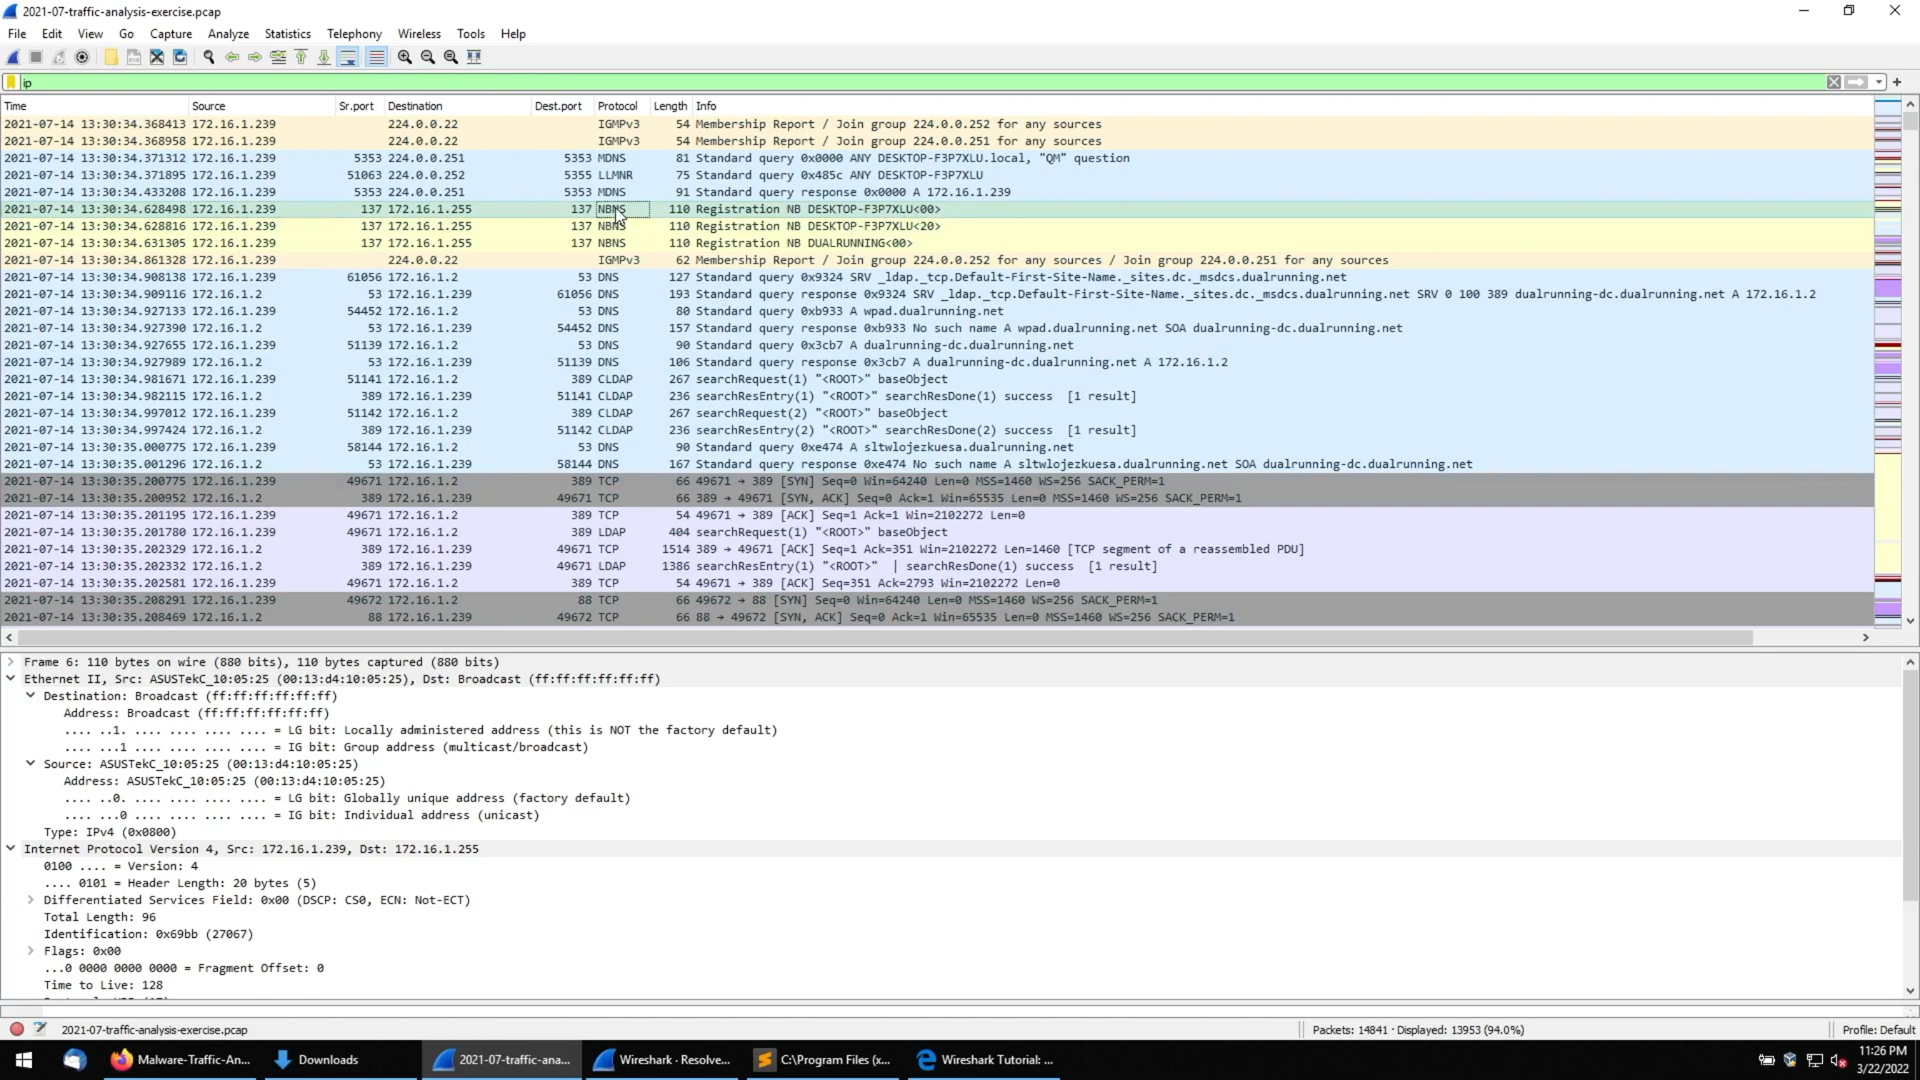 2021-07-traffic-analysis-exercise.pcap
File Edit View Go Capture Analyze Statistics Telephony Wireless Tools Help
ip
Time Source Sr.port Destination Dest.port Protocol Length Info
2021-07-14 13:30:34.368413 172.16.1.239 224.0.0.22 IGMPv3 54 Membership Report / Join group 224.0.0.252 for any sources
2021-07-14 13:30:34.368958 172.16.1.239 224.0.0.22 IGMPv3 54 Membership Report / Join group 224.0.0.251 for any sources
2021-07-14 13:30:34.371312 172.16.1.239 5353 224.0.0.251 5353 MDNS 81 Standard query 0x0000 ANY DESKTOP-F3P7XLU.local, "QM" question
2021-07-14 13:30:34.371895 172.16.1.239 51063 224.0.0.252 5355 LLMNR 75 Standard query 0x485c ANY DESKTOP-F3P7XLU
2021-07-14 13:30:34.433208 172.16.1.239 5353 224.0.0.251 5353 MDNS 91 Standard query response 0x0000 A 172.16.1.239
2021-07-14 13:30:34.628498 172.16.1.239 137 172.16.1.255 137 NBNS 110 Registration NB DESKTOP-F3P7XLU<00>
2021-07-14 13:30:34.628816 172.16.1.239 137 172.16.1.255 137 NBNS 110 Registration NB DESKTOP-F3P7XLU<20>
2021-07-14 13:30:34.631305 172.16.1.239 137 172.16.1.255 137 NBNS 110 Registration NB DUALRUNNING<00>
2021-07-14 13:30:34.861328 172.16.1.239 224.0.0.22 IGMPv3 62 Membership Report / Join group 224.0.0.252 for any sources / Join group 224.0.0.251 for any sources
2021-07-14 13:30:34.908138 172.16.1.239 61056 172.16.1.2 53 DNS 127 Standard query 0x9324 SRV _ldap._tcp.Default-First-Site-Name._sites.dc._msdcs.dualrunning.net
2021-07-14 13:30:34.909116 172.16.1.2 53 172.16.1.239 61056 DNS 193 Standard query response 0x9324 SRV _ldap._tcp.Default-First-Site-Name._sites.dc._msdcs.dualrunning.net SRV 0 100 389 dualrunning-dc.dualrunning.net A 172.16.1.2
2021-07-14 13:30:34.927133 172.16.1.239 54452 172.16.1.2 53 DNS 80 Standard query 0xb933 A wpad.dualrunning.net
2021-07-14 13:30:34.927390 172.16.1.2 53 172.16.1.239 54452 DNS 157 Standard query response 0xb933 No such name A wpad.dualrunning.net SOA dualrunning-dc.dualrunning.net
2021-07-14 13:30:34.927655 172.16.1.239 51139 172.16.1.2 53 DNS 90 Standard query 0x3cb7 A dualrunning-dc.dualrunning.net
2021-07-14 13:30:34.927989 172.16.1.2 53 172.16.1.239 51139 DNS 106 Standard query response 0x3cb7 A dualrunning-dc.dualrunning.net A 172.16.1.2
2021-07-14 13:30:34.981671 172.16.1.239 51141 172.16.1.2 389 CLDAP 267 searchRequest(1) "<ROOT>" baseObject
2021-07-14 13:30:34.982115 172.16.1.2 389 172.16.1.239 51141 CLDAP 236 searchResEntry(1) "<ROOT>" searchResDone(1) success [1 result]
2021-07-14 13:30:34.997012 172.16.1.239 51142 172.16.1.2 389 CLDAP 267 searchRequest(2) "<ROOT>" baseObject
2021-07-14 13:30:34.997424 172.16.1.2 389 172.16.1.239 51142 CLDAP 236 searchResEntry(2) "<ROOT>" searchResDone(2) success [1 result]
2021-07-14 13:30:35.000775 172.16.1.239 58144 172.16.1.2 53 DNS 90 Standard query 0xe474 A sltwlojezkuesa.dualrunning.net
2021-07-14 13:30:35.001296 172.16.1.2 53 172.16.1.239 58144 DNS 167 Standard query response 0xe474 No such name A sltwlojezkuesa.dualrunning.net SOA dualrunning-dc.dualrunning.net
2021-07-14 13:30:35.200775 172.16.1.239 49671 172.16.1.2 389 TCP 66 49671 → 389 [SYN] Seq=0 Win=64240 Len=0 MSS=1460 WS=256 SACK_PERM=1
2021-07-14 13:30:35.200952 172.16.1.2 389 172.16.1.239 49671 TCP 66 389 → 49671 [SYN, ACK] Seq=0 Ack=1 Win=65535 Len=0 MSS=1460 WS=256 SACK_PERM=1
2021-07-14 13:30:35.201195 172.16.1.239 49671 172.16.1.2 389 TCP 54 49671 → 389 [ACK] Seq=1 Ack=1 Win=2102272 Len=0
2021-07-14 13:30:35.201780 172.16.1.239 49671 172.16.1.2 389 LDAP 404 searchRequest(1) "<ROOT>" baseObject
2021-07-14 13:30:35.202329 172.16.1.2 389 172.16.1.239 49671 TCP 1514 389 → 49671 [ACK] Seq=1 Ack=351 Win=2102272 Len=1460 [TCP segment of a reassembled PDU]
2021-07-14 13:30:35.202332 172.16.1.2 389 172.16.1.239 49671 LDAP 1386 searchResEntry(1) "<ROOT>" | searchResDone(1) success [1 result]
2021-07-14 13:30:35.202581 172.16.1.239 49671 172.16.1.2 389 TCP 54 49671 → 389 [ACK] Seq=351 Ack=2793 Win=2102272 Len=0
2021-07-14 13:30:35.208291 172.16.1.239 49672 172.16.1.2 88 TCP 66 49672 → 88 [SYN] Seq=0 Win=64240 Len=0 MSS=1460 WS=256 SACK_PERM=1
2021-07-14 13:30:35.208469 172.16.1.2 88 172.16.1.239 49672 TCP 66 88 → 49672 [SYN, ACK] Seq=0 Ack=1 Win=65535 Len=0 MSS=1460 WS=256 SACK_PERM=1
Frame 6: 110 bytes on wire (880 bits), 110 bytes captured (880 bits)
Ethernet II, Src: ASUSTekC_10:05:25 (00:13:d4:10:05:25), Dst: Broadcast (ff:ff:ff:ff:ff:ff)
Destination: Broadcast (ff:ff:ff:ff:ff:ff)
Address: Broadcast (ff:ff:ff:ff:ff:ff)
.... ..1. .... .... .... .... = LG bit: Locally administered address (this is NOT the factory default)
.... ...1 .... .... .... .... = IG bit: Group address (multicast/broadcast)
Source: ASUSTekC_10:05:25 (00:13:d4:10:05:25)
Address: ASUSTekC_10:05:25 (00:13:d4:10:05:25)
.... ..0. .... .... .... .... = LG bit: Globally unique address (factory default)
.... ...0 .... .... .... .... = IG bit: Individual address (unicast)
Type: IPv4 (0x0800)
Internet Protocol Version 4, Src: 172.16.1.239, Dst: 172.16.1.255
0100 .... = Version: 4
.... 0101 = Header Length: 20 bytes (5)
Differentiated Services Field: 0x00 (DSCP: CS0, ECN: Not-ECT)
Total Length: 96
Identification: 0x69bb (27067)
Flags: 0x00
...0 0000 0000 0000 = Fragment Offset: 0
Time to Live: 128
2021-07-traffic-analysis-exercise.pcap Packets: 14841 · Displayed: 13953 (94.0%) Profile: Default
Malware-Traffic-An... Downloads 2021-07-traffic-ana... Wireshark · Resolve... C:\Program Files (x... Wireshark Tutorial: ... 11:26 PM
3/22/2022